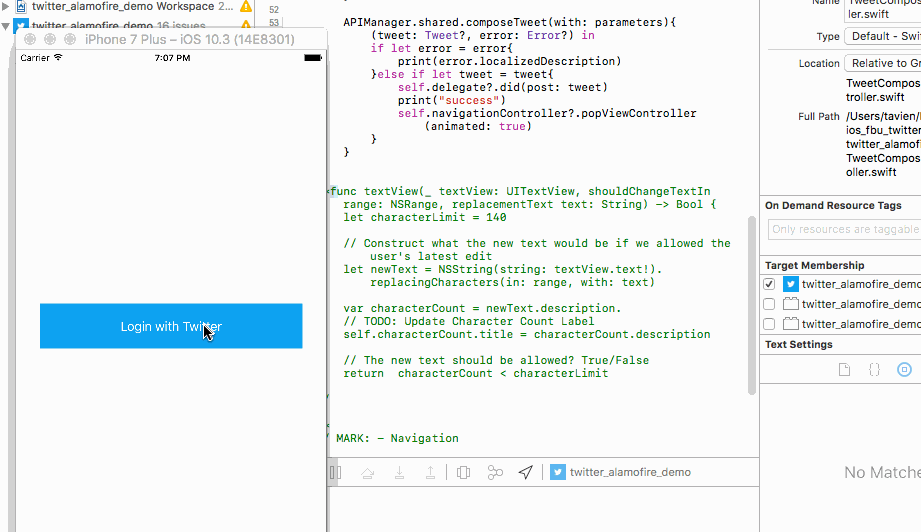 twitter_alamofire_demo Workspace 2...
twitter_alamofire_demo 16 issues
iPhone 7 Plus – iOS 10.3 (14E8301)
Carrier
7:07 PM
Login with Twitter
52
53
APIManager.shared.composeTweet(with: parameters){
(tweet: Tweet?, error: Error?) in
if let error = error{
print(error.localizedDescription)
}else if let tweet = tweet{
self.delegate?.did(post: tweet)
print("success")
self.navigationController?.popViewController
(animated: true)
}
}
func textView(_ textView: UITextView, shouldChangeTextIn
range: NSRange, replacementText text: String) -> Bool {
let characterLimit = 140
// Construct what the new text would be if we allowed the
user's latest edit
let newText = NSString(string: textView.text!).
replacingCharacters(in: range, with: text)
var characterCount = newText.description.
// TODO: Update Character Count Label
self.characterCount.title = characterCount.description
// The new text should be allowed? True/False
return  characterCount < characterLimit
MARK: - Navigation
twitter_alamofire_demo
Name TweetCompos
ler.swift
Type Default - Swif
Location Relative to Gr
TweetCompos
troller.swift
Full Path /Users/tavien/
ios_fbu_twitte
twitter_alamofi
TweetCompos
oller.swift
On Demand Resource Tags
Only resources are taggable
Target Membership
twitter_alamofire_demo
twitter_alamofire_demo
twitter_alamofire_demo
Text Settings
No Matche